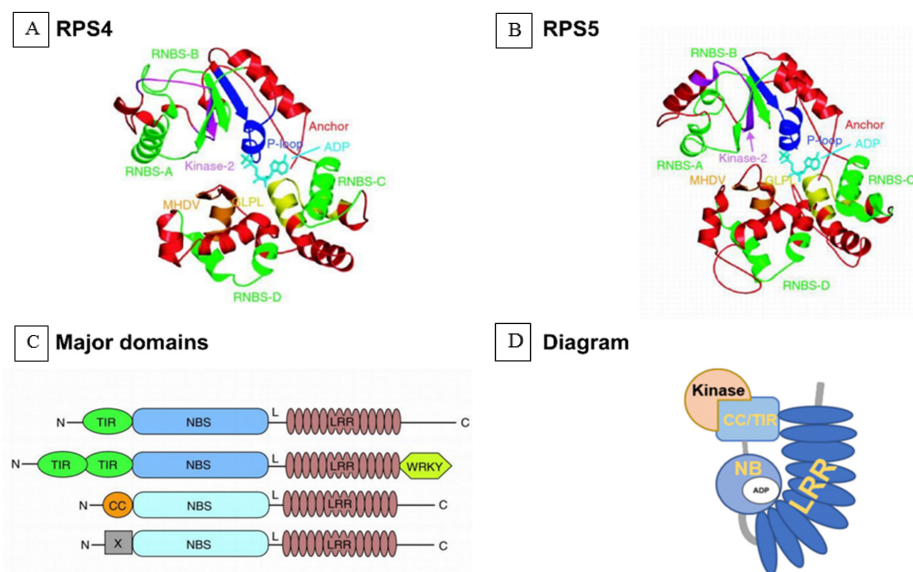 A RPS4
RNBS-B
Anchor
P-loop
ADP
Kinase-2
RNBS-A
RNBS-C
MHDV
GLPL
RNBS-D
B RPS5
RNBS-B
Anchor
P-loop
ADP
Kinase-2
RNBS-A
MHDV
GLPL
RNBS-C
RNBS-D
C Major domains
N TIR NBS L LRR C
N TIR TIR NBS L LRR WRKY
N CC NBS L LRR C
N X NBS L LRR C
D Diagram
Kinase
CC/TIR
NB
ADP
LRR